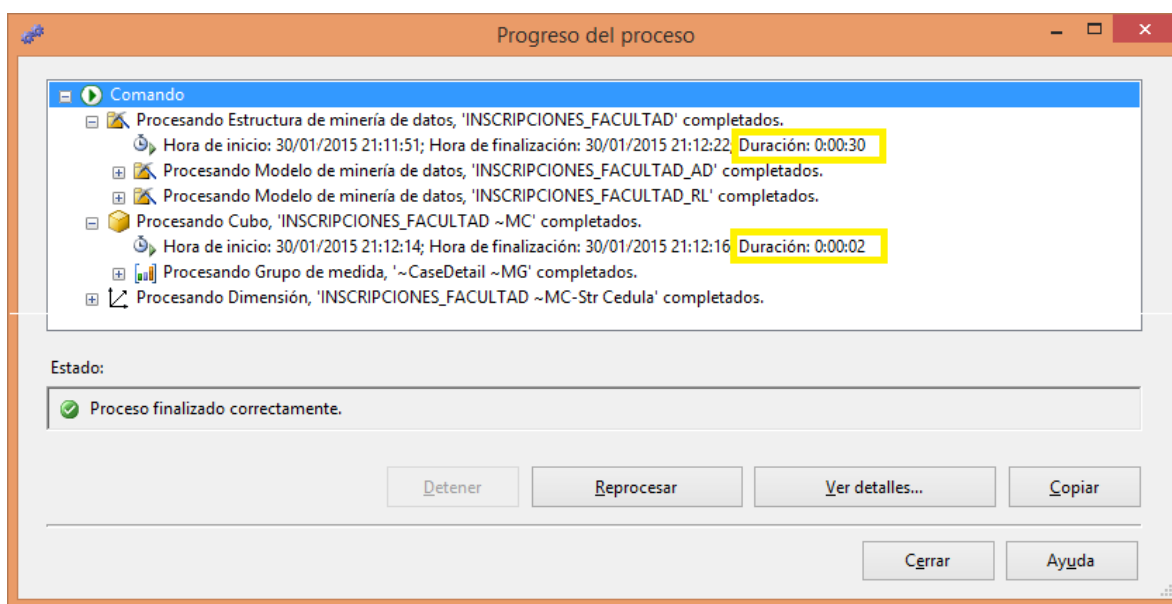 Progreso del proceso
Comando
Procesando Estructura de minería de datos, 'INSCRIPCIONES_FACULTAD' completados.
Hora de inicio: 30/01/2015 21:11:51; Hora de finalización: 30/01/2015 21:12:22; Duración: 0:00:30
Procesando Modelo de minería de datos, 'INSCRIPCIONES_FACULTAD_AD' completados.
Procesando Modelo de minería de datos, 'INSCRIPCIONES_FACULTAD_RL' completados.
Procesando Cubo, 'INSCRIPCIONES_FACULTAD ~MC' completados.
Hora de inicio: 30/01/2015 21:12:14; Hora de finalización: 30/01/2015 21:12:16 Duración: 0:00:02
Procesando Grupo de medida, '~CaseDetail ~MG' completados.
Procesando Dimensión, 'INSCRIPCIONES_FACULTAD ~MC-Str Cedula' completados.
Estado:
Proceso finalizado correctamente.
Detener Reprocesar Ver detalles... Copiar
Cerrar Ayuda